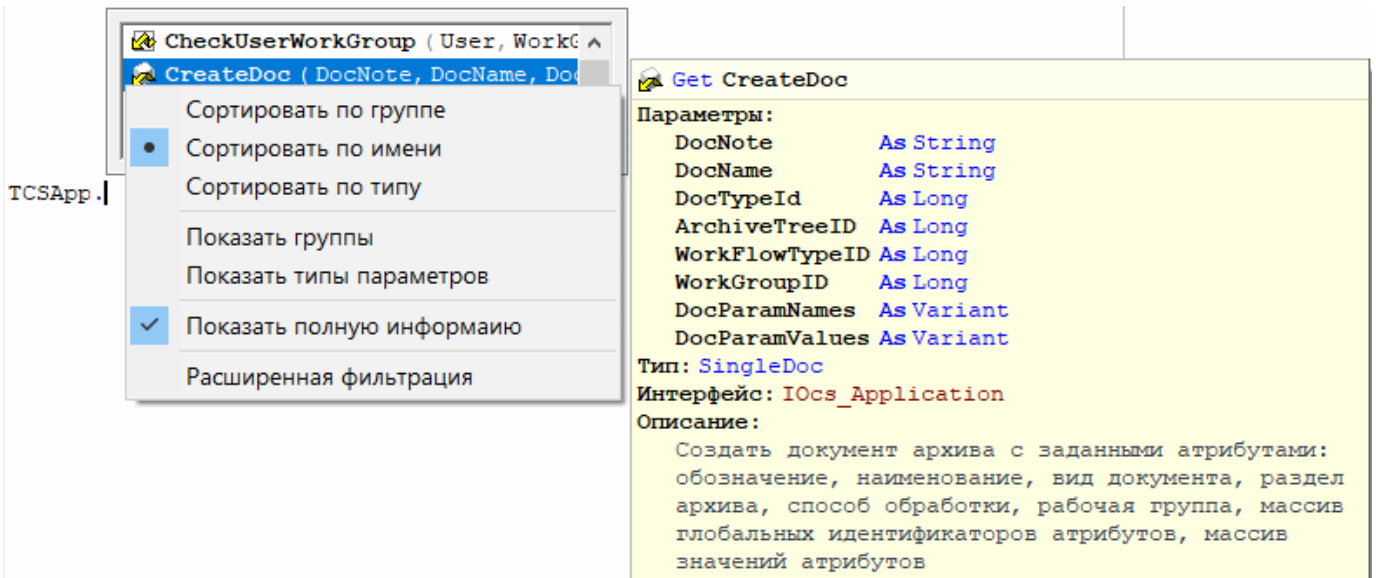 CheckUserWorkGroup (User, WorkG
CreateDoc (DocNote, DocName, Doc
Сортировать по группе
Сортировать по имени
Сортировать по типу
Показать группы
Показать типы параметров
Показать полную информаию
Расширенная фильтрация
TCSApp.
Get CreateDoc
Параметры:
DocNote As String
DocName As String
DocTypeId As Long
ArchiveTreeID As Long
WorkFlowTypeID As Long
WorkGroupID As Long
DocParamNames As Variant
DocParamValues As Variant
Тип: SingleDoc
Интерфейс: IOcs_Application
Описание:
Создать документ архива с заданными атрибутами:
обозначение, наименование, вид документа, раздел
архива, способ обработки, рабочая группа, массив
глобальных идентификаторов атрибутов, массив
значений атрибутов